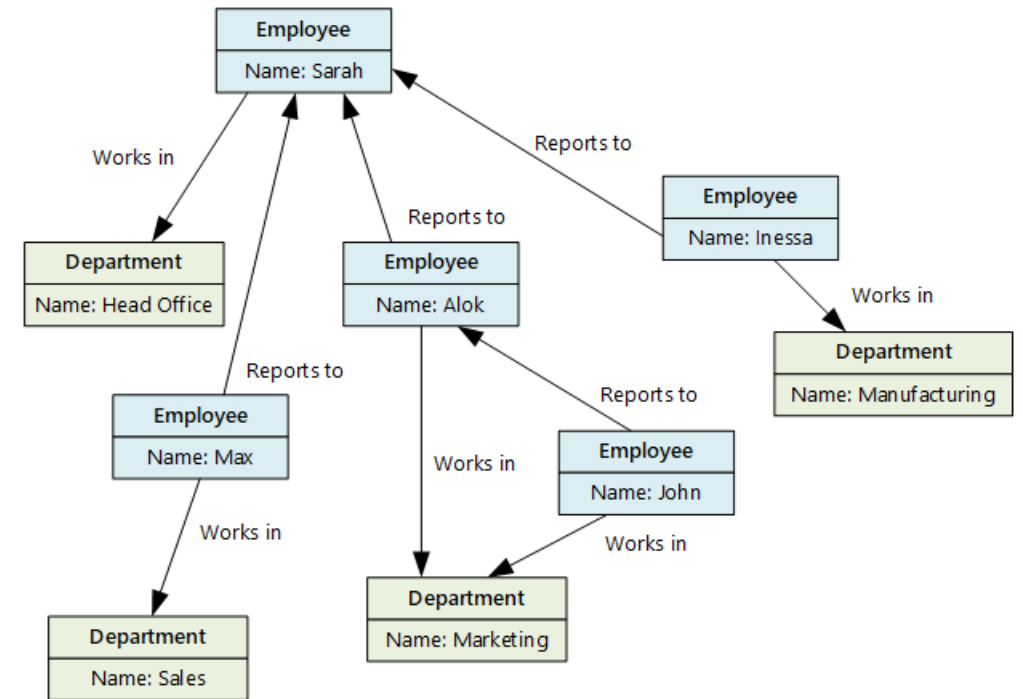 Employee
Name: Sarah
Works in
Reports to
Reports to
Employee
Name: Inessa
Department
Name: Head Office
Employee
Name: Alok
Works in
Department
Name: Manufacturing
Reports to
Employee
Name: Max
Reports to
Works in
Employee
Name: John
Works in
Works in
Department
Name: Marketing
Department
Name: Sales